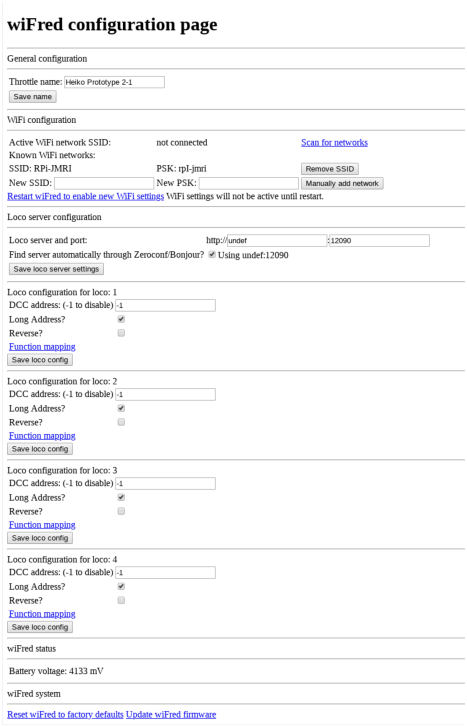 wiFred configuration page
General configuration
Throttle name: Heiko Prototype 2-1
Save name
WiFi configuration
Active WiFi network SSID: not connected Scan for networks
Known WiFi networks:
SSID: RPi-JMRI PSK: rpI-jmri Remove SSID
New SSID: New PSK: Manually add network
Restart wiFred to enable new WiFi settings WiFi settings will not be active until restart.
Loco server configuration
Loco server and port: http://undef:12090
Find server automatically through Zeroconf/Bonjour? Using undef:12090
Save loco server settings
Loco configuration for loco: 1
DCC address: (-1 to disable) -1
Long Address?
Reverse?
Function mapping
Save loco config
Loco configuration for loco: 2
DCC address: (-1 to disable) -1
Long Address?
Reverse?
Function mapping
Save loco config
Loco configuration for loco: 3
DCC address: (-1 to disable) -1
Long Address?
Reverse?
Function mapping
Save loco config
Loco configuration for loco: 4
DCC address: (-1 to disable) -1
Long Address?
Reverse?
Function mapping
Save loco config
wiFred status
Battery voltage: 4133 mV
wiFred system
Reset wiFred to factory defaults Update wiFred firmware